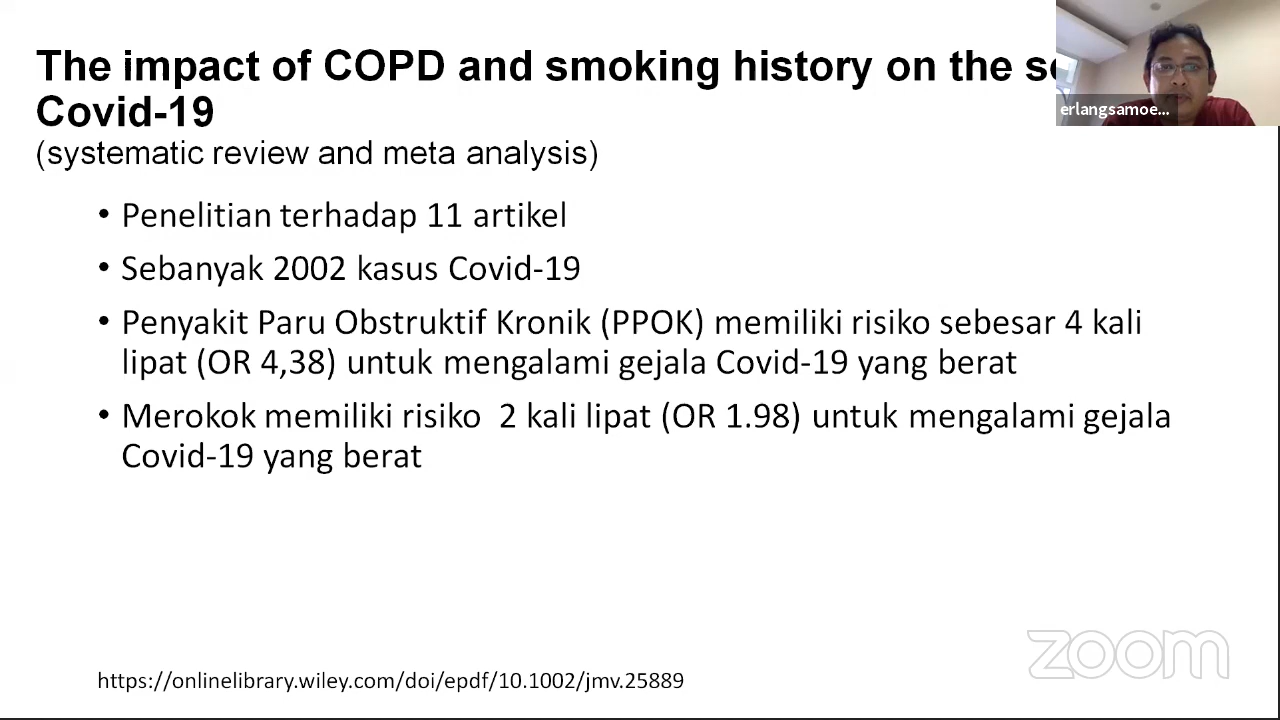 The impact of COPD and smoking history on the
Covid-19
(systematic review and meta analysis)
erlangsamoe...
• Penelitian terhadap 11 artikel
• Sebanyak 2002 kasus Covid-19
• Penyakit Paru Obstruktif Kronik (PPOK) memiliki risiko sebesar 4 kali
lipat (OR 4,38) untuk mengalami gejala Covid-19 yang berat
• Merokok memiliki risiko 2 kali lipat (OR 1.98) untuk mengalami gejala
Covid-19 yang berat
zoom
https://onlinelibrary.wiley.com/doi/epdf/10.1002/jmv.25889